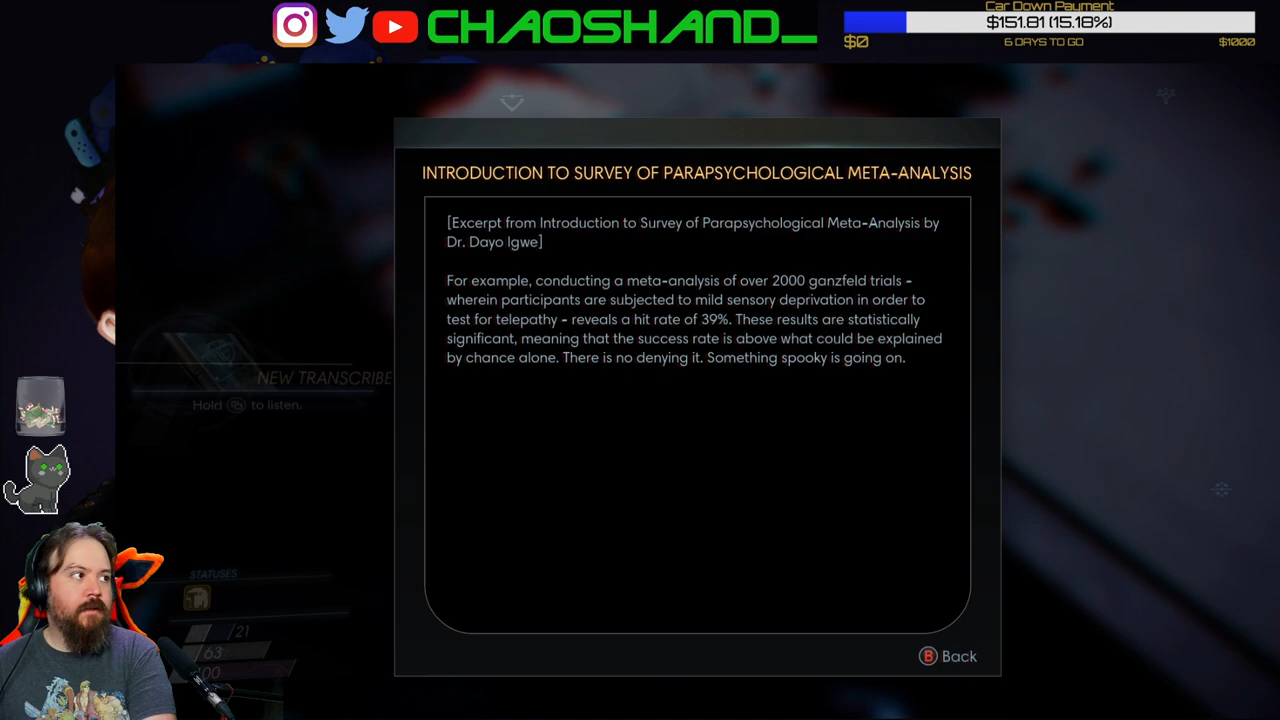 CHAOSHAND_
Car Down Payment
$151.81 (15.18%)
$0
6 DAYS TO GO
$1000
INTRODUCTION TO SURVEY OF PARAPSYCHOLOGICAL META-ANALYSIS
[Excerpt from Introduction to Survey of Parapsychological Meta-Analysis by
Dr. Dayo Igwe]
For example, conducting a meta-analysis of over 2000 ganzfeld trials -
wherein participants are subjected to mild sensory deprivation in order to
test for telepathy - reveals a hit rate of 39%. These results are statistically
significant, meaning that the success rate is above what could be explained
by chance alone. There is no denying it. Something spooky is going on.
NEW TRANSCRIBE
Hold to listen.
STATUSES
21
63
100
B Back